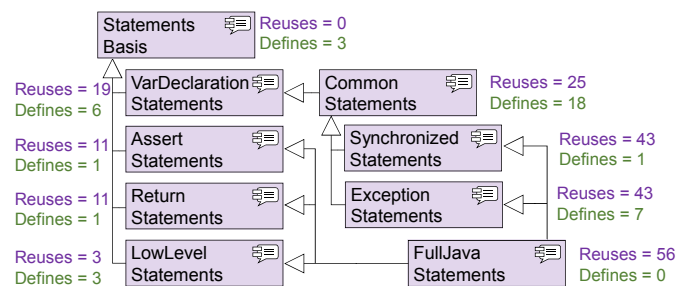 Statements
Basis
Reuses = 0
Defines = 3
Reuses = 19
Defines = 6
VarDeclaration
Statements
Common
Statements
Reuses = 25
Defines = 18
Reuses = 11
Defines = 1
Assert
Statements
Synchronized
Statements
Reuses = 43
Defines = 1
Reuses = 11
Defines = 1
Return
Statements
Exception
Statements
Reuses = 43
Defines = 7
Reuses = 3
Defines = 3
LowLevel
Statements
FullJava
Statements
Reuses = 56
Defines = 0